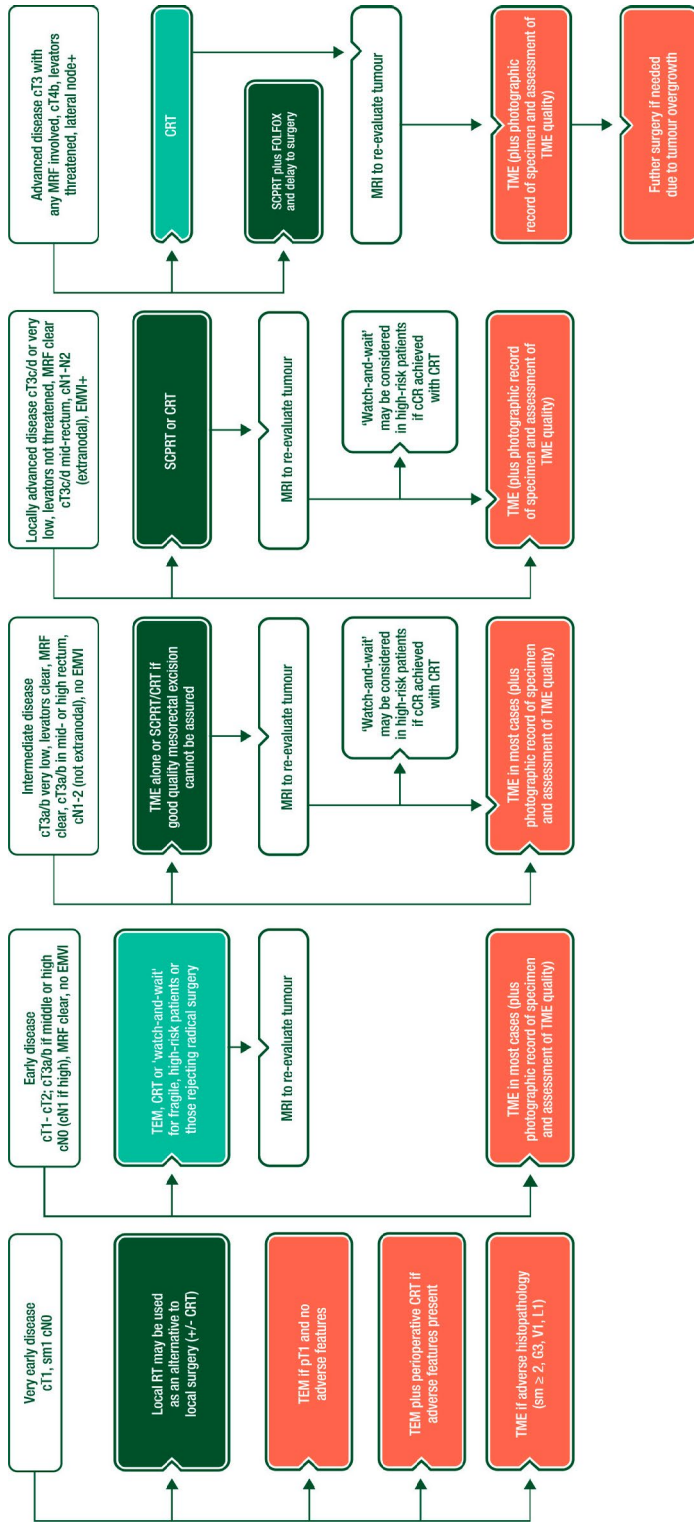 Very early disease
cT1, sm1 cN0
Local RT may be used
as an alternative to
local surgery (+/- CRT)
TEM if pT1 and no
adverse features
TEM plus perioperative CRT if
adverse features present
TME if adverse histopathology
(sm ≥ 2, G3, V1, L1)
Early disease
cT1- cT2; cT3a/b if middle or high
cN0 (cN1 if high), MRF clear, no EMVI
TEM, CRT or 'watch-and-wait'
for fragile, high-risk patients or
those rejecting radical surgery
MRI to re-evaluate tumour
TME in most cases (plus
photographic record of specimen
and assessment of TME quality)
Intermediate disease
cT3a/b very low, levators clear, MRF
clear, cT3a/b in mid- or high rectum,
cN1-2 (not extranodal), no EMVI
TME alone or SCPRT/CRT if
good quality mesorectal excision
cannot be assured
MRI to re-evaluate tumour
'Watch-and-wait'
may be considered
in high-risk patients
if cCR achieved
with CRT
TME in most cases (plus
photographic record of specimen
and assessment of TME quality)
Locally advanced disease cT3c/d or very
low, levators not threatened, MRF clear
cT3c/d mid-rectum, cN1-N2
(extranodal), EMVI+
SCPRT or CRT
MRI to re-evaluate tumour
'Watch-and-wait'
may be considered
in high-risk patients
if cCR achieved
with CRT
TME (plus photographic record
of specimen and assessment of
TME quality)
Advanced disease cT3 with
any MRF involved, cT4b, levators
threatened, lateral node+
CRT
SCPRT plus FOLFOX
and delay to surgery
MRI to re-evaluate tumour
TME (plus photographic
record of specimen and assessment of
TME quality)
Futher surgery if needed
due to tumour overgrowth